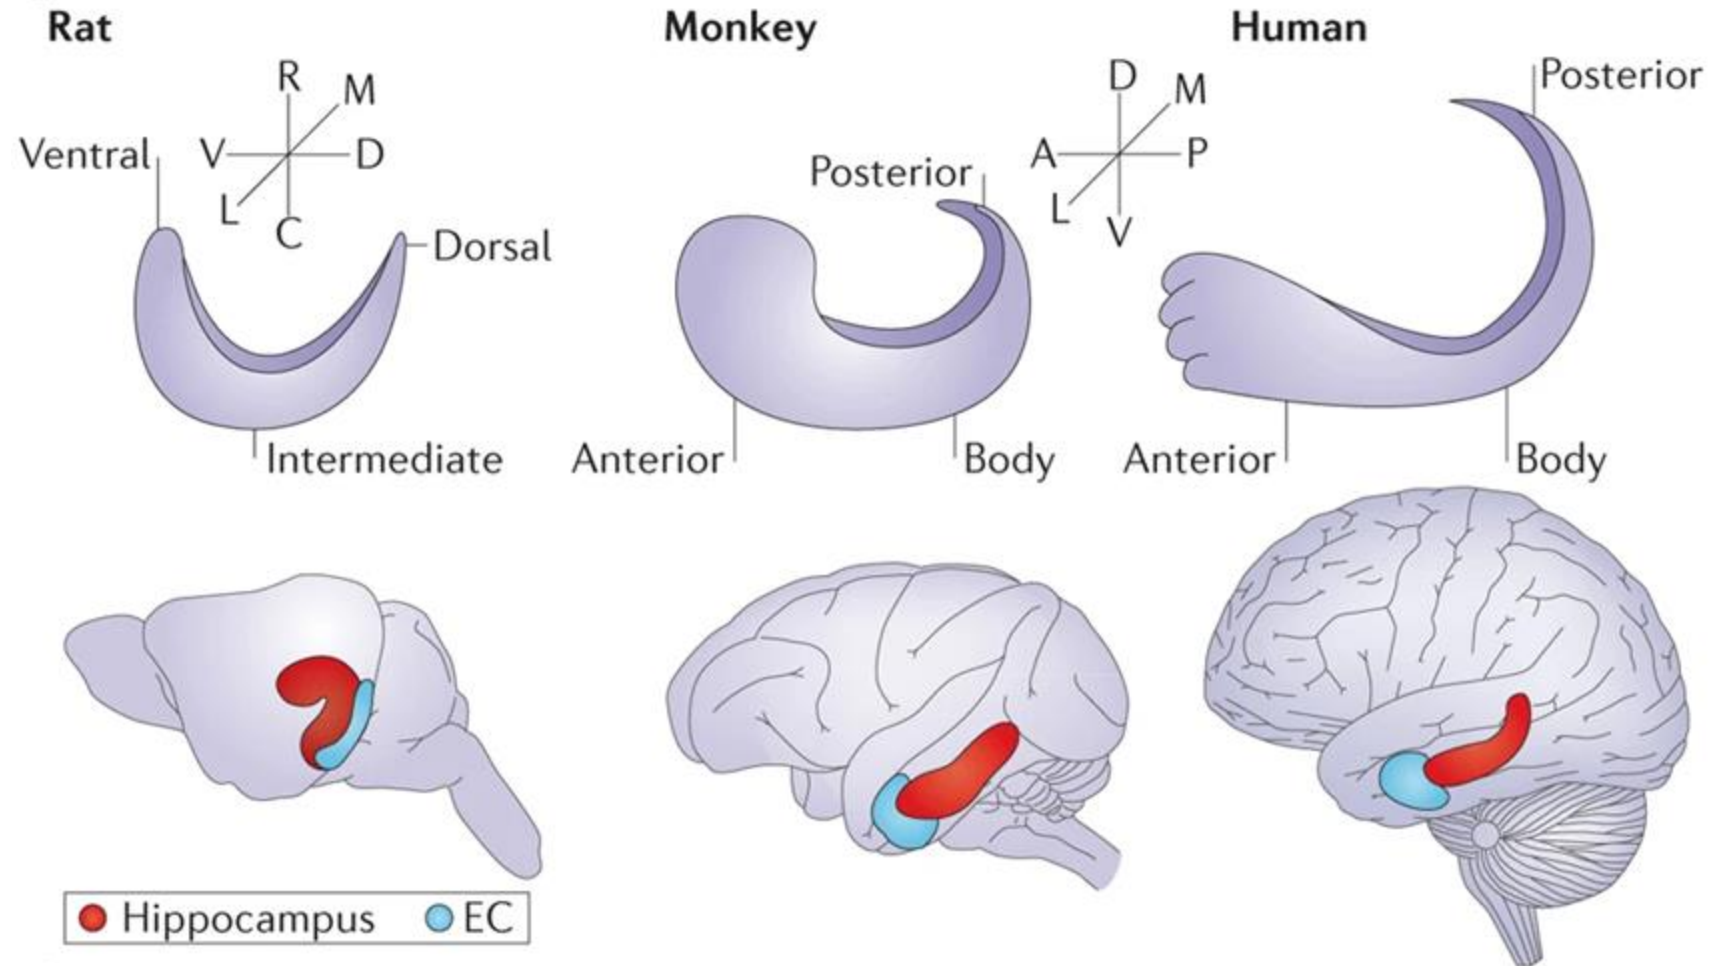 Rat
Monkey
Human
R
M
V
D
L
C
Ventral
Dorsal
Intermediate
Posterior
Anterior
Body
D
M
A
P
L
V
Posterior
Anterior
Body
Hippocampus
EC